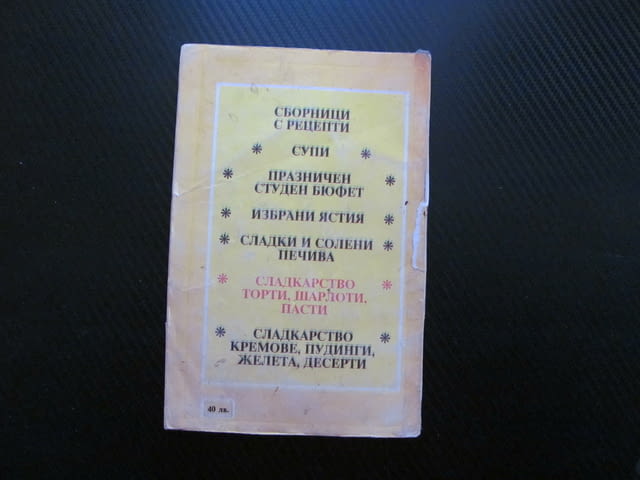 СБОРНИЦИ
С РЕЦЕПТИ
* СУПИ *
* ПРАЗНИЧЕН
СТУДЕН БЮФЕТ *
* ИЗБРАНИ ЯСТИЯ *
* СЛАДКИ И СОЛЕНИ *
ПЕЧИВА
* СЛАДКАРСТВО *
ТОРТИ, ШАРЛОТИ,
ПАСТИ
* СЛАДКАРСТВО *
КРЕМОВЕ, ПУДИНГИ,
ЖЕЛЕТА, ДЕСЕРТИ
40 лв.